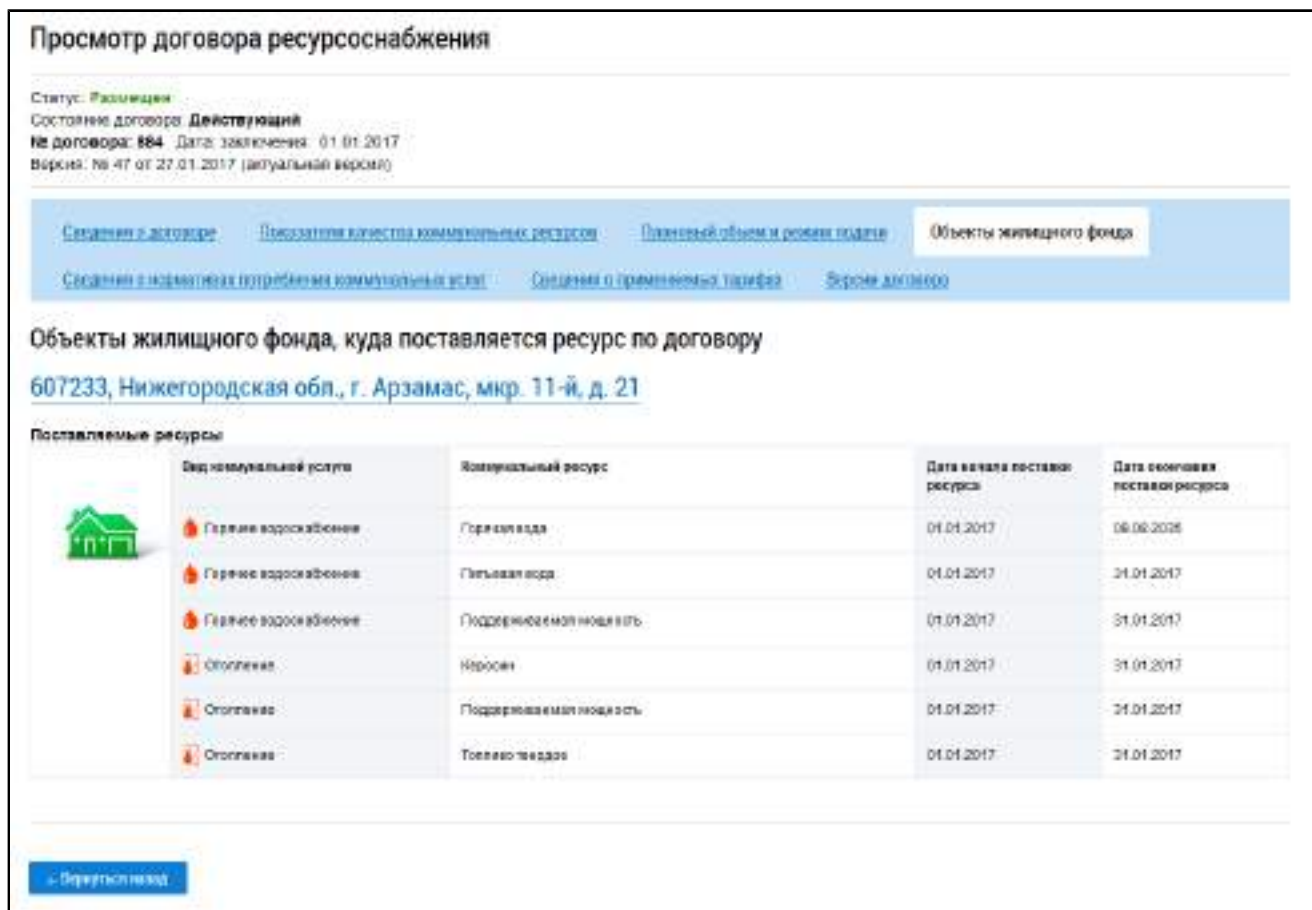 Просмотр договора ресурсоснабжения
Статус: Размещен
Состояние договора: Действующий
№ договора: 884 Дата заключения: 01.01.2017
Версия: № 47 от 27.01.2017 (актуальная версия)
Сведения о договоре Показатели качества коммунальных ресурсов Плановый объем и режим подачи Объекты жилищного фонда
Сведения о нормативах потребления коммунальных услуг Сведения о применяемых тарифах Версии договора
Объекты жилищного фонда, куда поставляется ресурс по договору
607233, Нижегородская обл., г. Арзамас, мкр. 11-й, д. 21
Поставляемые ресурсы
Вид коммунальной услуги Коммунальный ресурс Дата начала поставки ресурса Дата окончания поставки ресурса
Горячее водоснабжение Горячая вода 01.01.2017
Горячее водоснабжение Питьевая вода 01.01.2017 31.01.2017
Горячее водоснабжение Поддерживаемая мощность 01.01.2017 31.01.2017
Отопление Керосин 01.01.2017 31.01.2017
Отопление Поддерживаемая мощность 01.01.2017 31.01.2017
Отопление Топливо твердое 01.01.2017 31.01.2017
← Вернуться назад